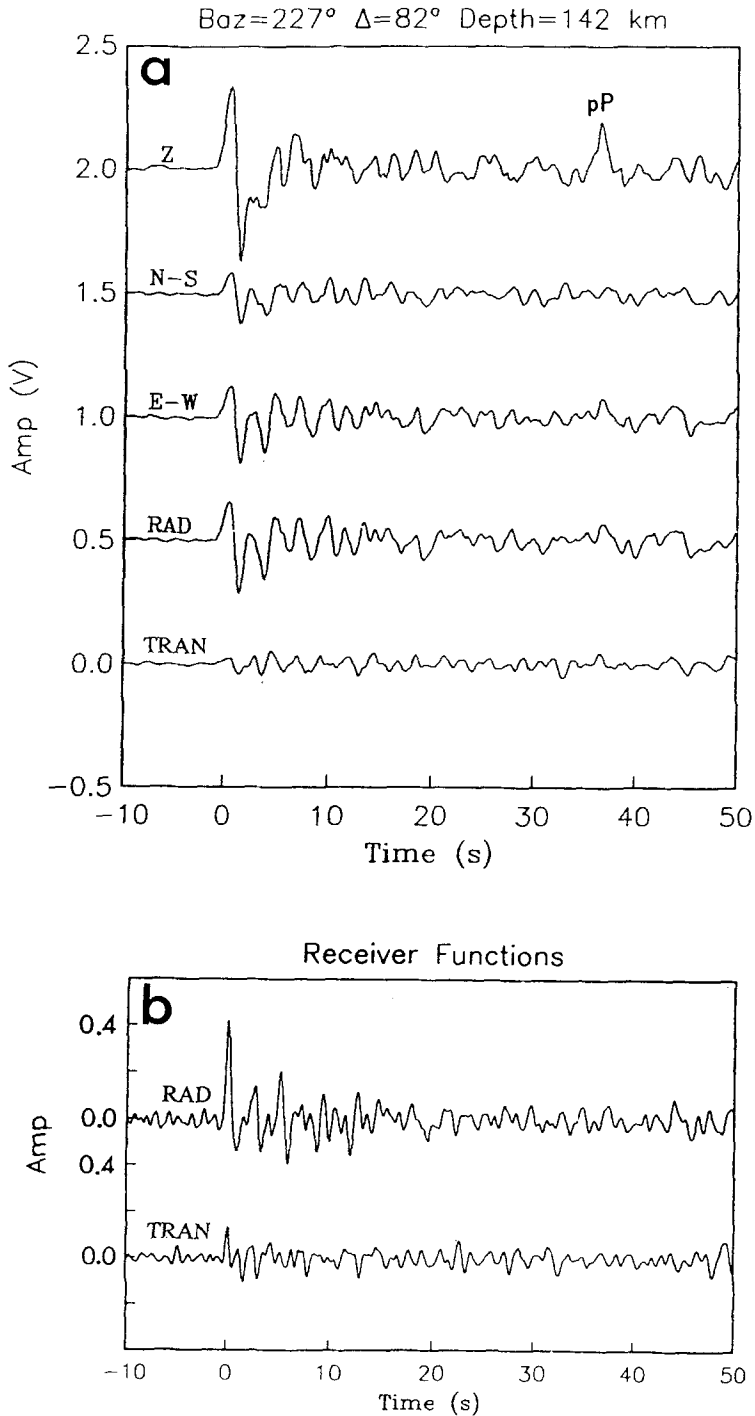 Baz=227° Δ=82° Depth=142 km
a
2.5
2.0
1.5
1.0
0.5
0.0
−0.5
Amp (V)
Z
pP
N−S
E−W
RAD
TRAN
−10 0 10 20 30 40 50
Time (s)
Receiver Functions
b
0.4
0.0
0.4
0.0
Amp
RAD
TRAN
−10 0 10 20 30 40 50
Time (s)